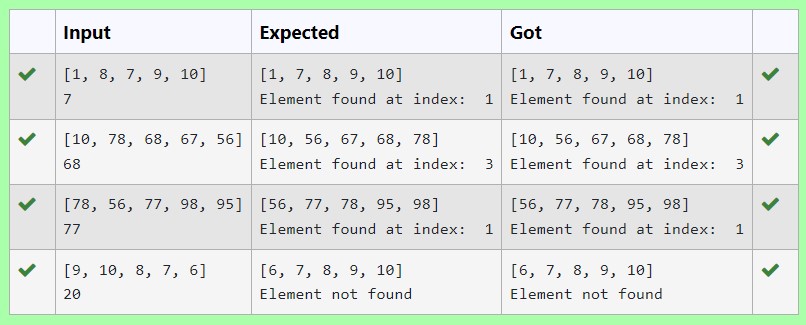 Input Expected Got
[1, 8, 7, 9, 10] [1, 7, 8, 9, 10] [1, 7, 8, 9, 10]
7 Element found at index:  1 Element found at index:  1
[10, 78, 68, 67, 56] [10, 56, 67, 68, 78] [10, 56, 67, 68, 78]
68 Element found at index:  3 Element found at index:  3
[78, 56, 77, 98, 95] [56, 77, 78, 95, 98] [56, 77, 78, 95, 98]
77 Element found at index:  1 Element found at index:  1
[9, 10, 8, 7, 6] [6, 7, 8, 9, 10] [6, 7, 8, 9, 10]
20 Element not found Element not found